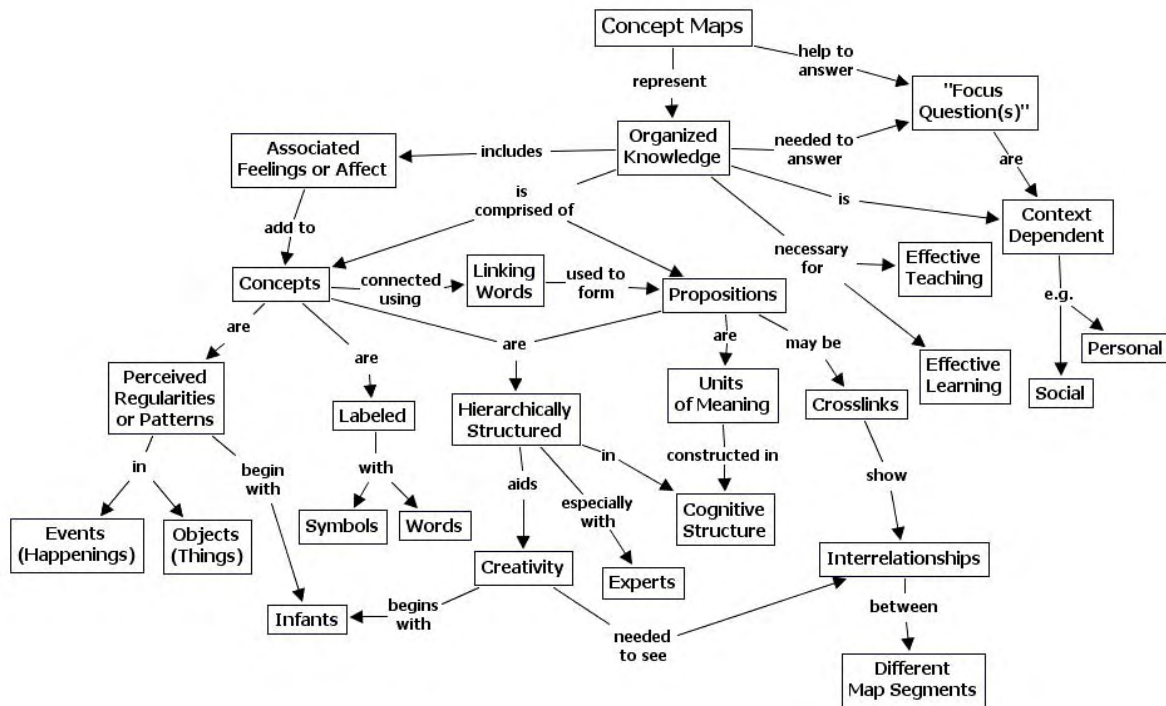 Concept Maps
help to
answer
represent
"Focus
Question(s)"
Organized
Knowledge
needed to
answer
includes
Associated
Feelings or Affect
are
is
comprised of
is
Context
Dependent
add to
necessary
for
Effective
Teaching
Concepts
connected
using
Linking
Words
used to
form
Propositions
e.g.
are
are
are
are
may be
Personal
Perceived
Regularities
or Patterns
Labeled
Hierarchically
Structured
Units
of Meaning
Crosslinks
Effective
Learning
Social
in
begin
with
with
aids
especially
with
in
constructed in
show
Events
(Happenings)
Objects
(Things)
Symbols
Words
Cognitive
Structure
Creativity
Experts
Interrelationships
Infants
begins
with
needed
to see
between
Different
Map Segments